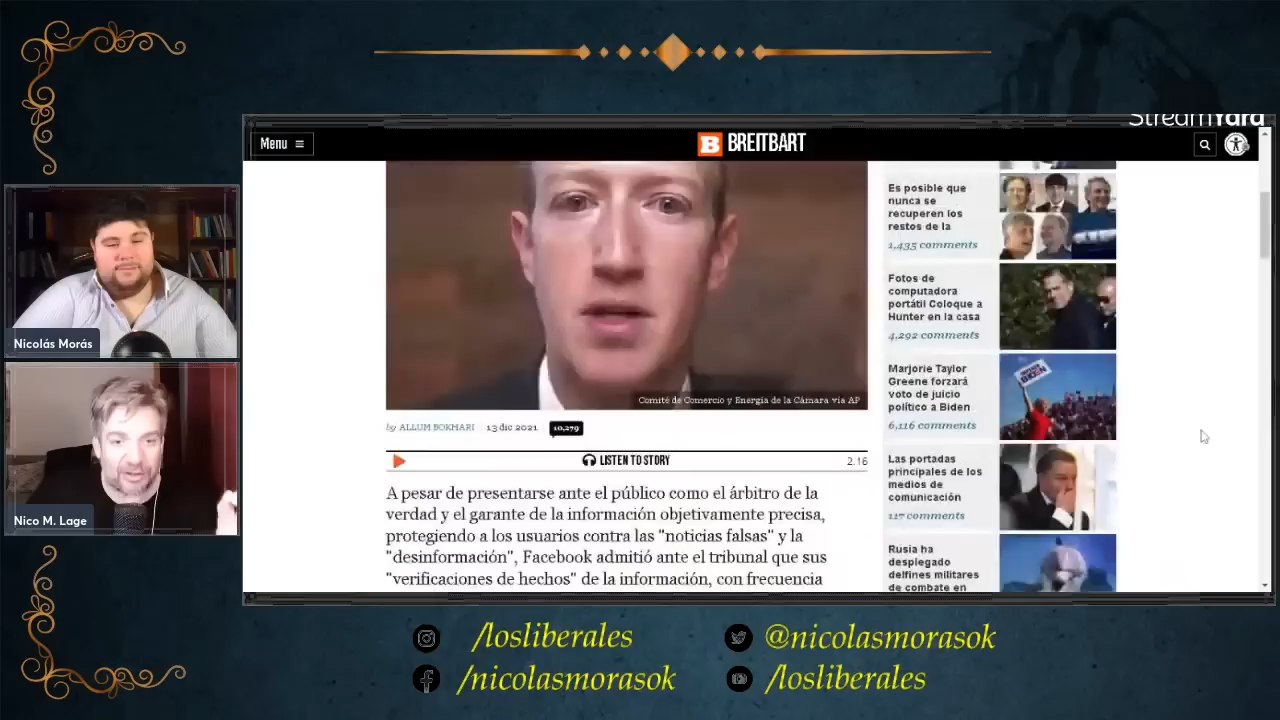 StreamYard
Menu
B BREITBART
Comité de Comercio y Energía de la Cámara vía AP
by ALLUM BOKHARI 13 dic 2021 10,279
LISTEN TO STORY
2.16
A pesar de presentarse ante el público como el árbitro de la
verdad y el garante de la información objetivamente precisa,
protegiendo a los usuarios contra las "noticias falsas" y la
"desinformación", Facebook admitió ante el tribunal que sus
"verificaciones de hechos" de la información, con frecuencia
Es posible que
nunca se
recuperen los
restos de la
1,435 comments
Fotos de
computadora
portátil Coloque a
Hunter en la casa
4,292 comments
Marjorie Taylor
Greene forzará
voto de juicio
político a Biden
6,116 comments
Las portadas
principales de los
medios de
comunicación
117 comments
Rusia ha
desplegado
delfines militares
de combate en
Nicolás Morás
Nico M. Lage
/losliberales
@nicolasmorasok
/nicolasmorasok
/losliberales